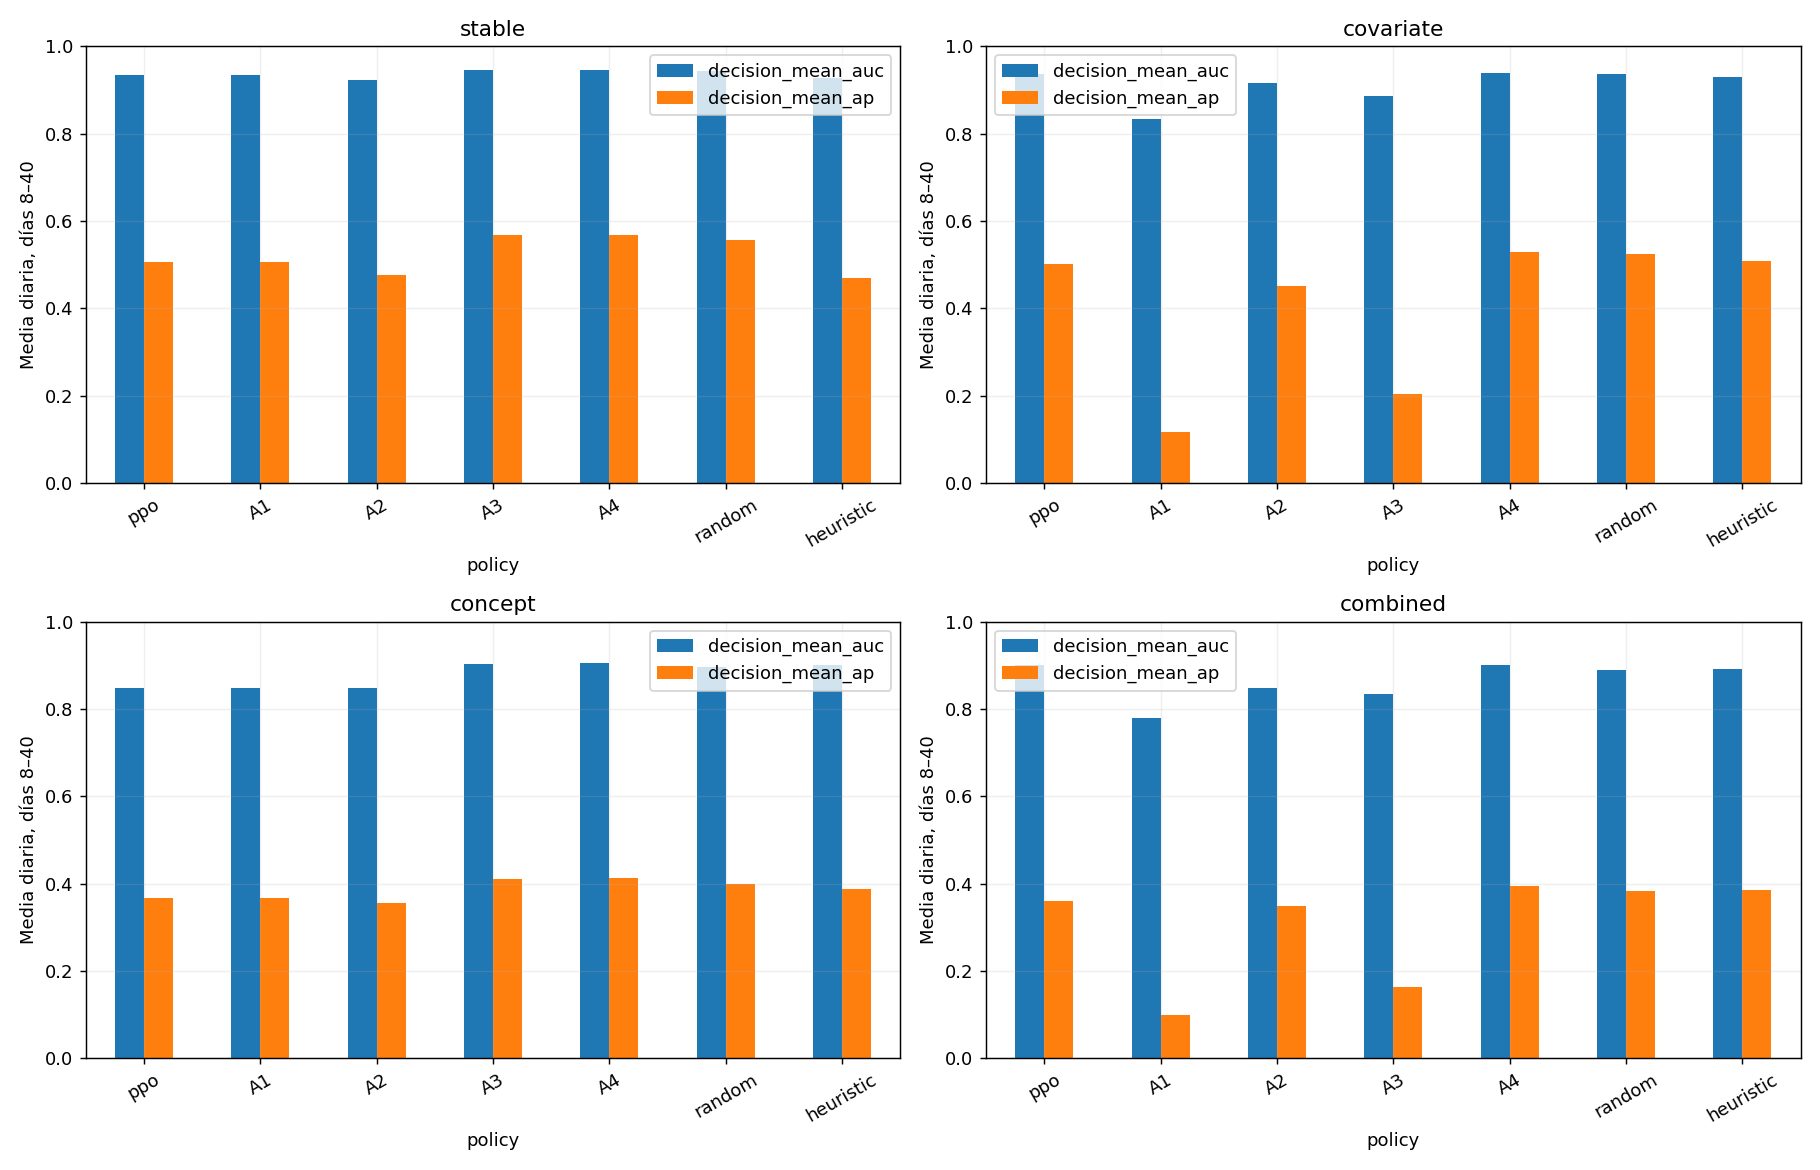 stable
decision_mean_auc
decision_mean_ap
Media diaria, días 8–40
1.0
0.8
0.6
0.4
0.2
0.0
ppo A1 A2 A3 A4 random heuristic
policy
covariate
decision_mean_auc
decision_mean_ap
Media diaria, días 8–40
1.0
0.8
0.6
0.4
0.2
0.0
ppo A1 A2 A3 A4 random heuristic
policy
concept
decision_mean_auc
decision_mean_ap
Media diaria, días 8–40
1.0
0.8
0.6
0.4
0.2
0.0
ppo A1 A2 A3 A4 random heuristic
policy
combined
decision_mean_auc
decision_mean_ap
Media diaria, días 8–40
1.0
0.8
0.6
0.4
0.2
0.0
ppo A1 A2 A3 A4 random heuristic
policy